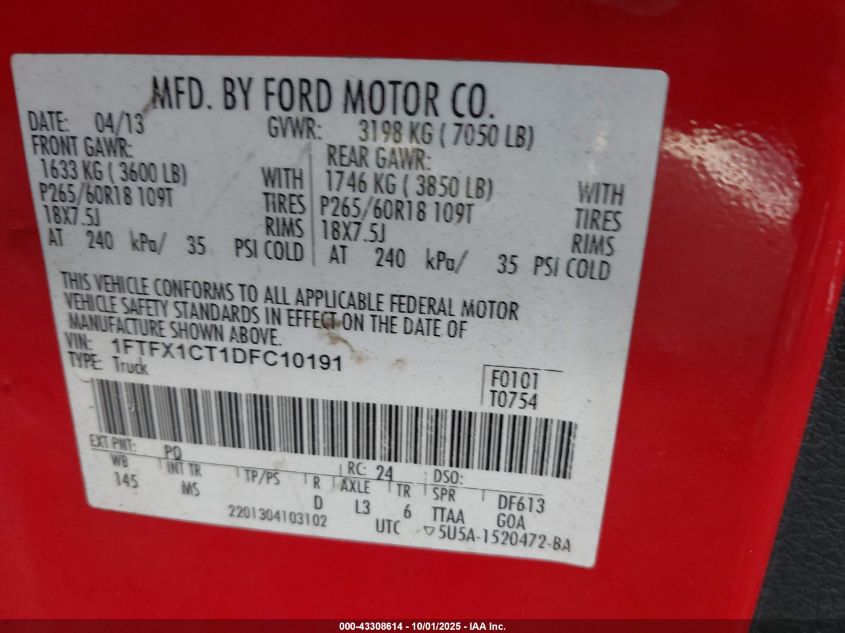 MFD. BY FORD MOTOR CO.
DATE: 04/13 GVWR: 3198 KG ( 7050 LB)
FRONT GAWR: REAR GAWR:
1633 KG ( 3600 LB) WITH 1746 KG ( 3850 LB) WITH
P265/60R18 109T TIRES P265/60R18 109T TIRES
18X7.5J RIMS 18X7.5J RIMS
AT 240 kPa/ 35 PSI COLD AT 240 kPa/ 35 PSI COLD
THIS VEHICLE CONFORMS TO ALL APPLICABLE FEDERAL MOTOR
VEHICLE SAFETY STANDARDS IN EFFECT ON THE DATE OF
MANUFACTURE SHOWN ABOVE.
VIN: 1FTFX1CT1DFC10191
TYPE: Truck
F0101
T0754
EXT PNT: PQ RC: 24 DSO:
WB INT TR TP/PS R AXLE TR SPR DF613
145 MS D L3 6 TTAA GOA
2201304103102 UTC ▽5U5A-1520472-BA
000-43308614 - 10/01/2025 - IAA Inc.